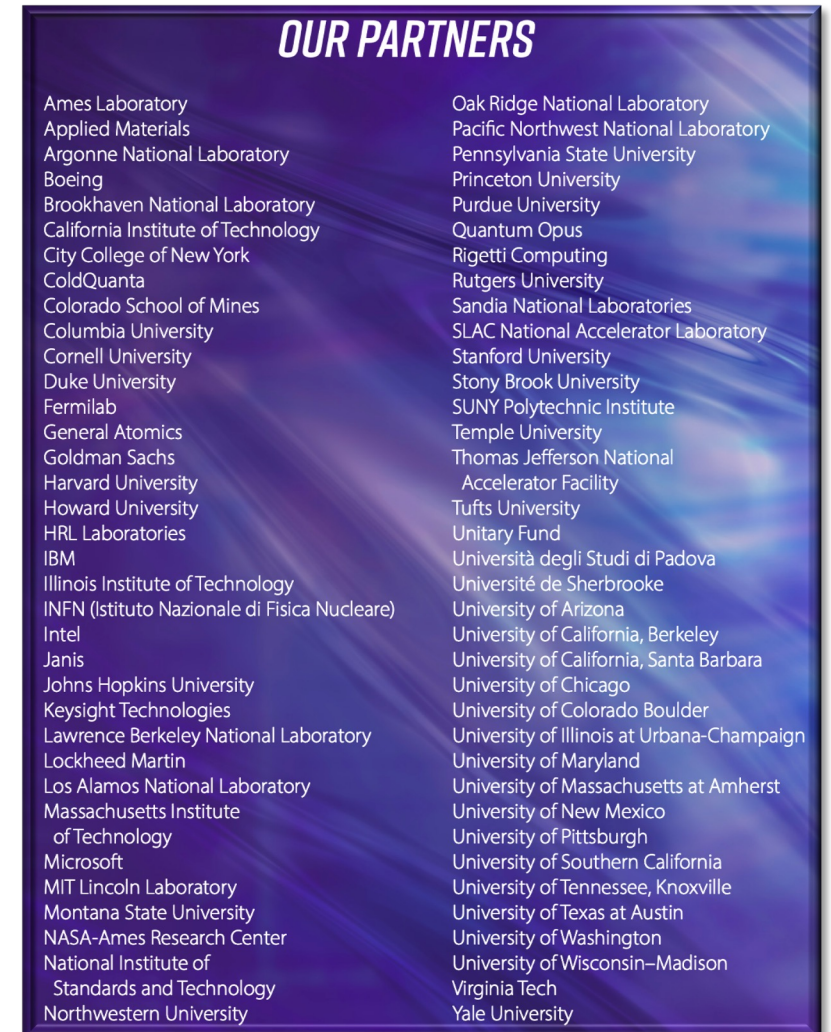 OUR PARTNERS
Ames Laboratory
Applied Materials
Argonne National Laboratory
Boeing
Brookhaven National Laboratory
California Institute of Technology
City College of New York
ColdQuanta
Colorado School of Mines
Columbia University
Cornell University
Duke University
Fermilab
General Atomics
Goldman Sachs
Harvard University
Howard University
HRL Laboratories
IBM
Illinois Institute of Technology
INFN (Istituto Nazionale di Fisica Nucleare)
Intel
Janis
Johns Hopkins University
Keysight Technologies
Lawrence Berkeley National Laboratory
Lockheed Martin
Los Alamos National Laboratory
Massachusetts Institute
of Technology
Microsoft
MIT Lincoln Laboratory
Montana State University
NASA-Ames Research Center
National Institute of
Standards and Technology
Northwestern University
Oak Ridge National Laboratory
Pacific Northwest National Laboratory
Pennsylvania State University
Princeton University
Purdue University
Quantum Opus
Rigetti Computing
Rutgers University
Sandia National Laboratories
SLAC National Accelerator Laboratory
Stanford University
Stony Brook University
SUNY Polytechnic Institute
Temple University
Thomas Jefferson National
Accelerator Facility
Tufts University
Unitary Fund
Università degli Studi di Padova
Université de Sherbrooke
University of Arizona
University of California, Berkeley
University of California, Santa Barbara
University of Chicago
University of Colorado Boulder
University of Illinois at Urbana-Champaign
University of Maryland
University of Massachusetts at Amherst
University of New Mexico
University of Pittsburgh
University of Southern California
University of Tennessee, Knoxville
University of Texas at Austin
University of Washington
University of Wisconsin–Madison
Virginia Tech
Yale University